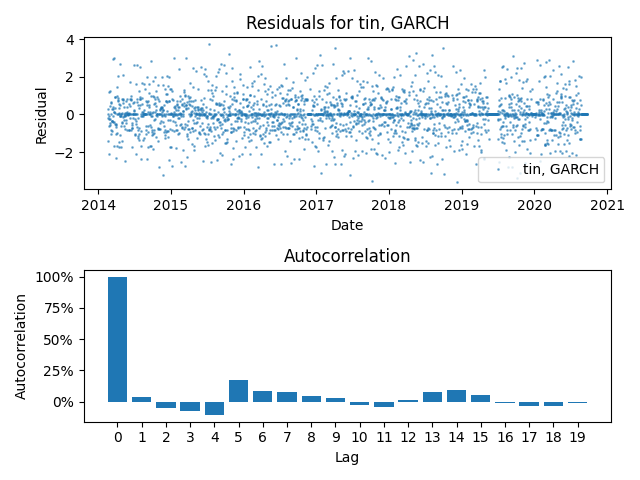 Residuals for tin, GARCH
4
2
0
−2
Residual
2014 2015 2016 2017 2018 2019 2020 2021
Date
tin, GARCH
Autocorrelation
100%
75%
50%
25%
0%
Autocorrelation
0 1 2 3 4 5 6 7 8 9 10 11 12 13 14 15 16 17 18 19
Lag